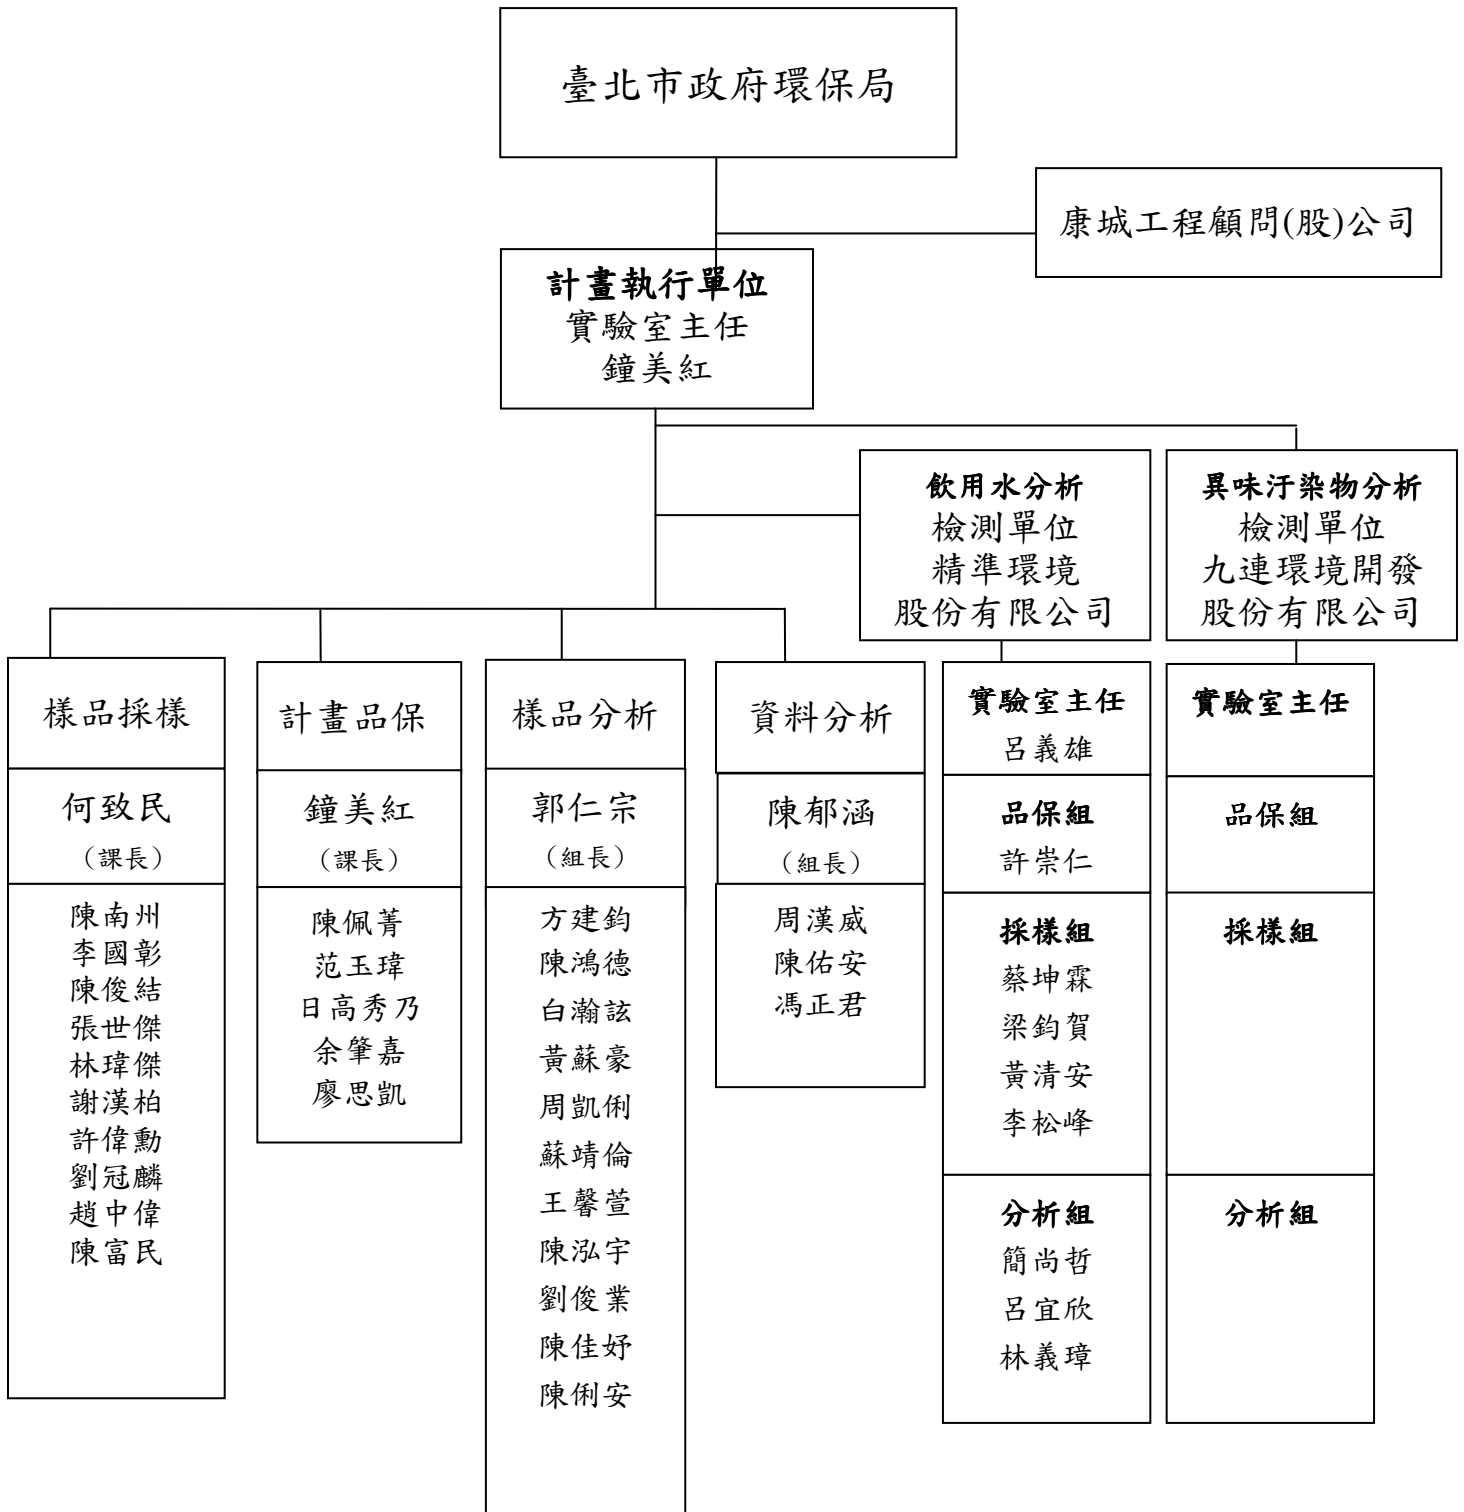 臺北市政府環保局
康城工程顧問(股)公司
計畫執行單位
實驗室主任
鐘美紅
飲用水分析
檢測單位
精準環境
股份有限公司
異味汙染物分析
檢測單位
九連環境開發
股份有限公司
樣品採樣
何致民
（課長）
陳南州
李國彰
陳俊結
張世傑
林瑋傑
謝漢柏
許偉勳
劉冠麟
趙中偉
陳富民
計畫品保
鐘美紅
（課長）
陳佩菁
范玉瑋
日高秀乃
余肇嘉
廖思凱
樣品分析
郭仁宗
（組長）
方建鈞
陳鴻德
白瀚詃
黃蘇豪
周凱俐
蘇靖倫
王馨萱
陳泓宇
劉俊業
陳佳妤
陳俐安
資料分析
陳郁涵
（組長）
周漢威
陳佑安
馮正君
實驗室主任
呂義雄
品保組
許崇仁
採樣組
蔡坤霖
梁鈞賀
黃清安
李松峰
分析組
簡尚哲
呂宜欣
林義璋
實驗室主任
品保組
採樣組
分析組